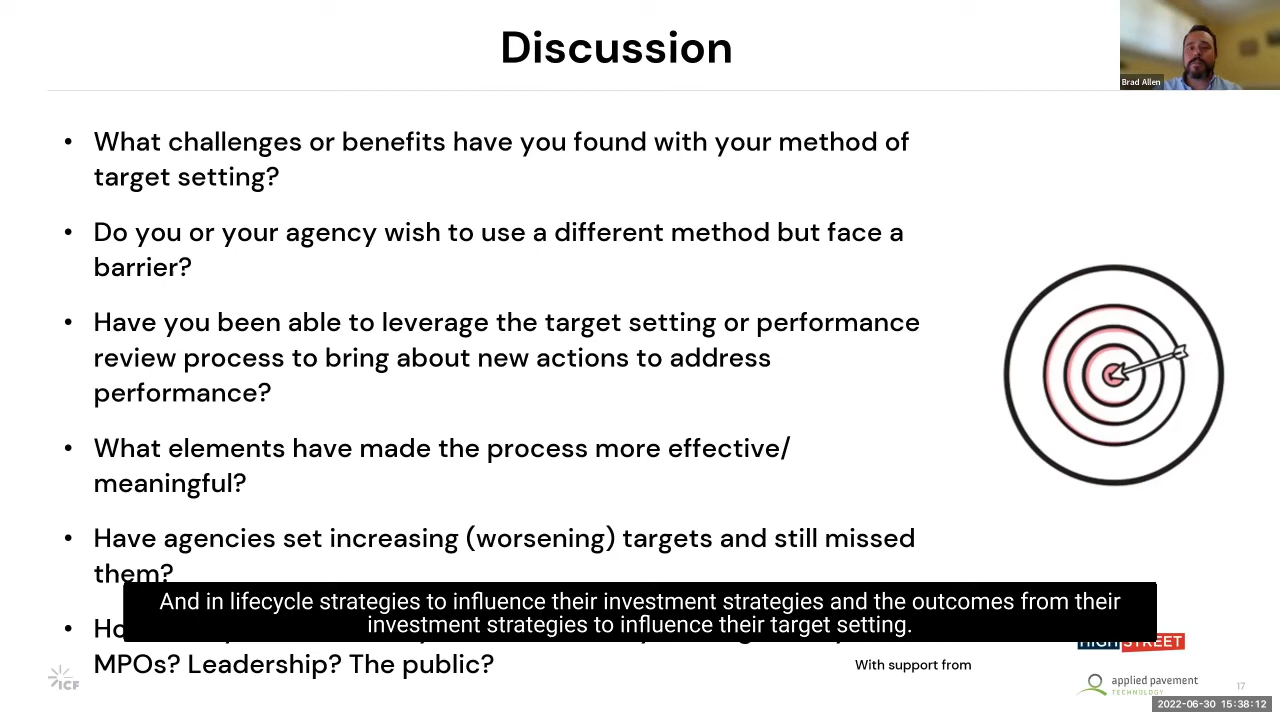 Discussion
Brad Allen
• What challenges or benefits have you found with your method of
target setting?
• Do you or your agency wish to use a different method but face a
barrier?
• Have you been able to leverage the target setting or performance
review process to bring about new actions to address
performance?
• What elements have made the process more effective/
meaningful?
• Have agencies set increasing (worsening) targets and still missed
them?
And in lifecycle strategies to influence their investment strategies and the outcomes from their
investment strategies to influence their target setting.
MPOs? Leadership? The public?
ICF
With support from
HIGH STREET
applied pavement
TECHNOLOGY
17
2022-06-30 15:38:12